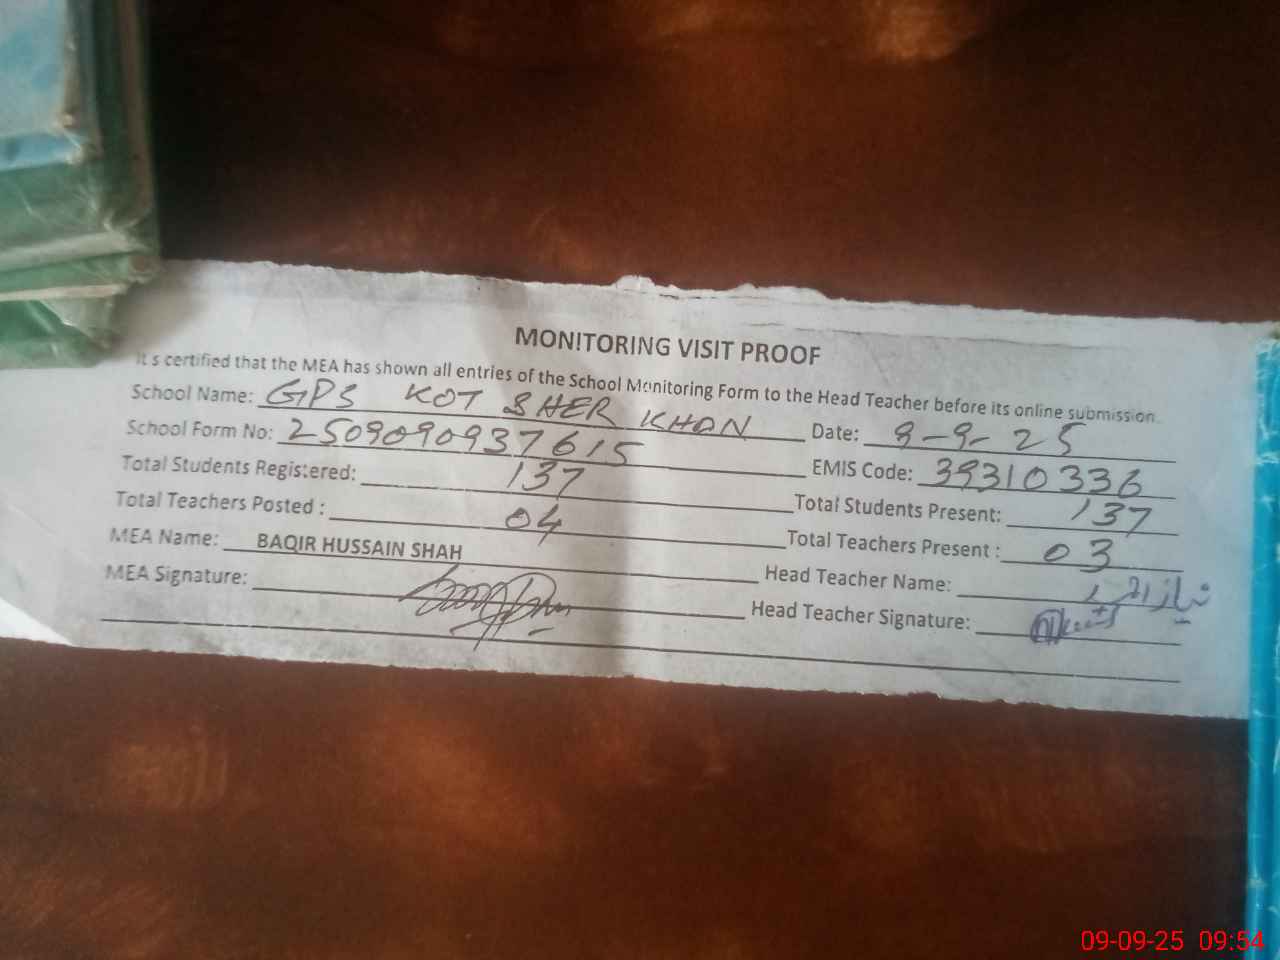 MONITORING VISIT PROOF
It s certified that the MEA has shown all entries of the School Monitoring Form to the Head Teacher before its online submission.
School Name: GPS KOT SHER KHAN Date: 9-9-25
School Form No: 2509090937615 EMIS Code: 39310336
Total Students Registered: 137 Total Students Present: 137
Total Teachers Posted : 04 Total Teachers Present : 03
MEA Name: BAQIR HUSSAIN SHAH Head Teacher Name:
MEA Signature: Head Teacher Signature:
09-09-25 09:54